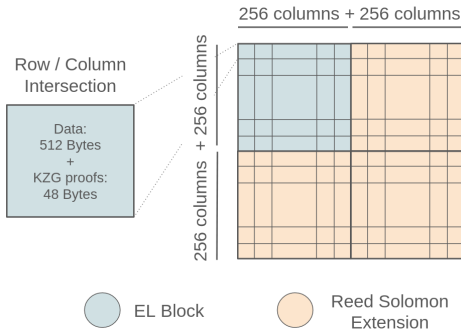 256 columns + 256 columns
Row / Column
Intersection
256 columns + 256 columns
Data:
512 Bytes
+
KZG proofs:
48 Bytes
EL Block
Reed Solomon
Extension